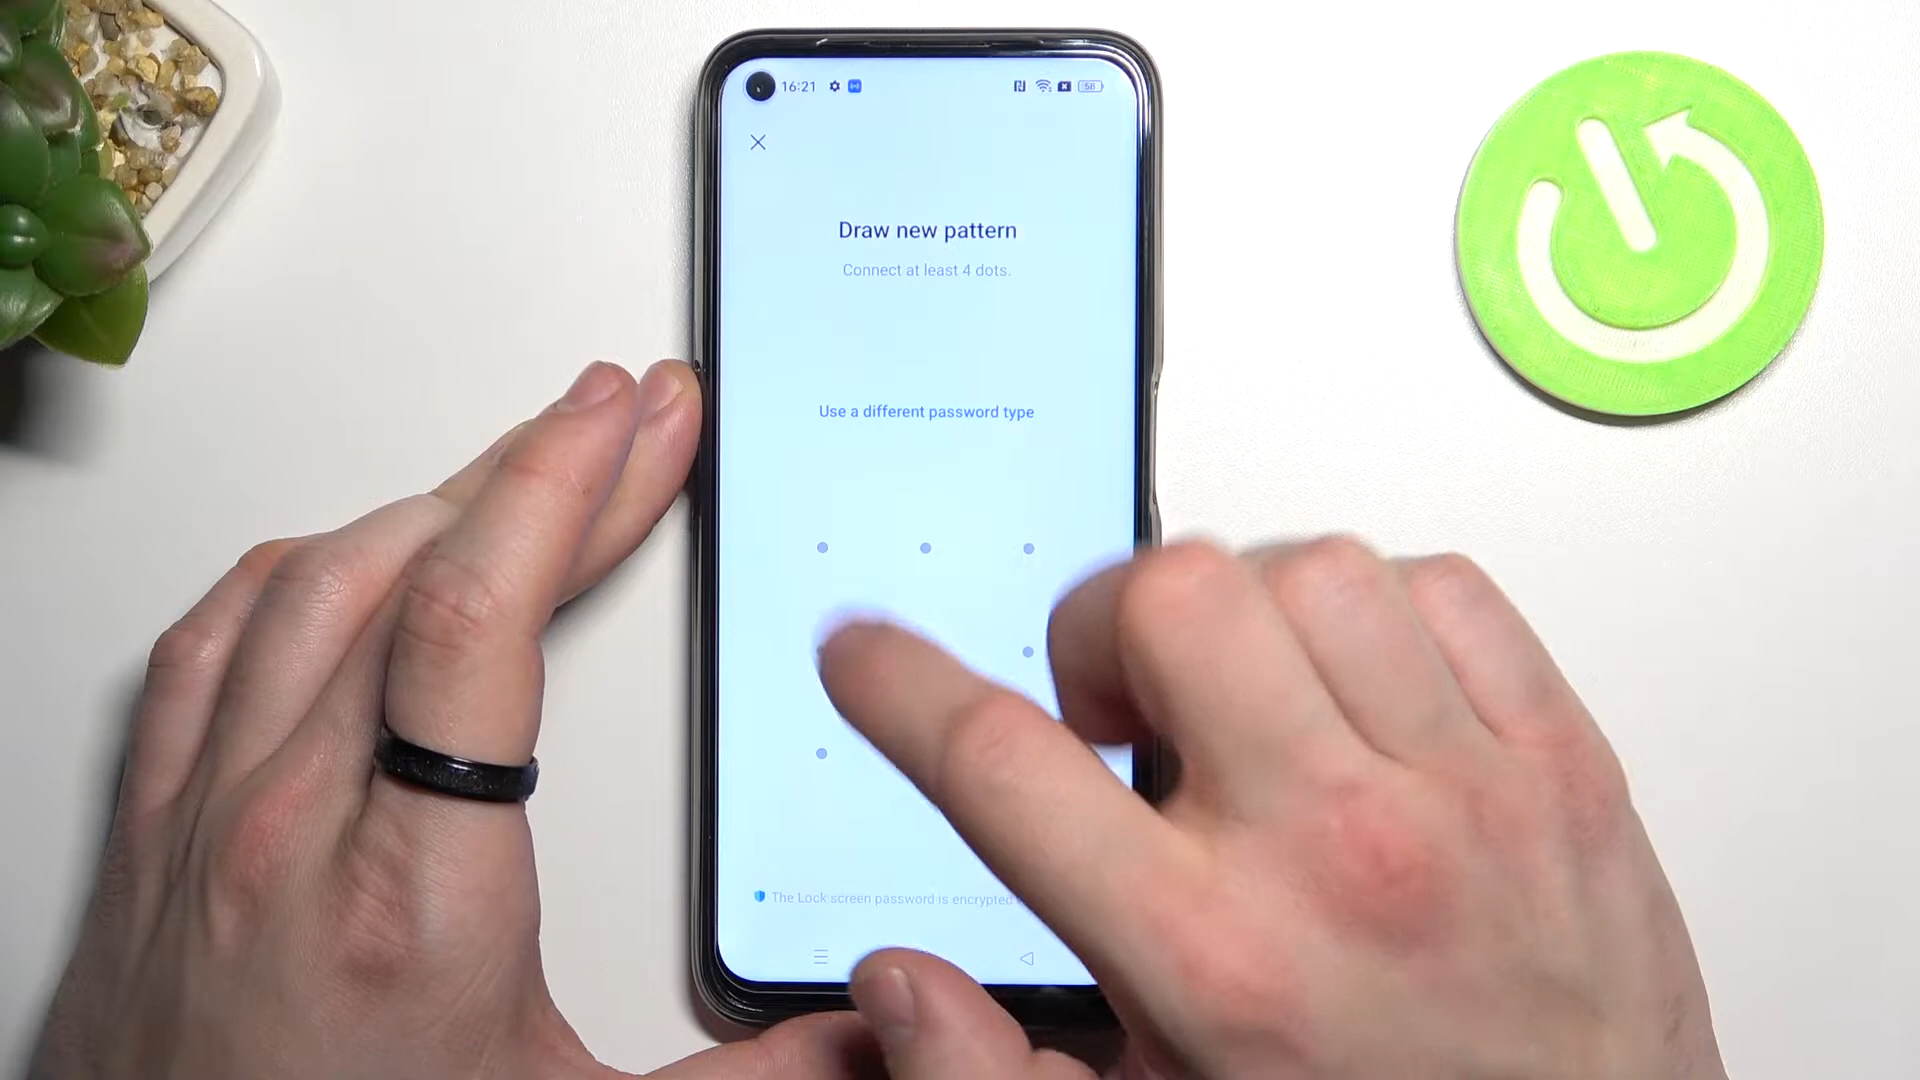 16:21
58
Draw new pattern
Connect at least 4 dots.
Use a different password type
The Lock screen password is encrypted